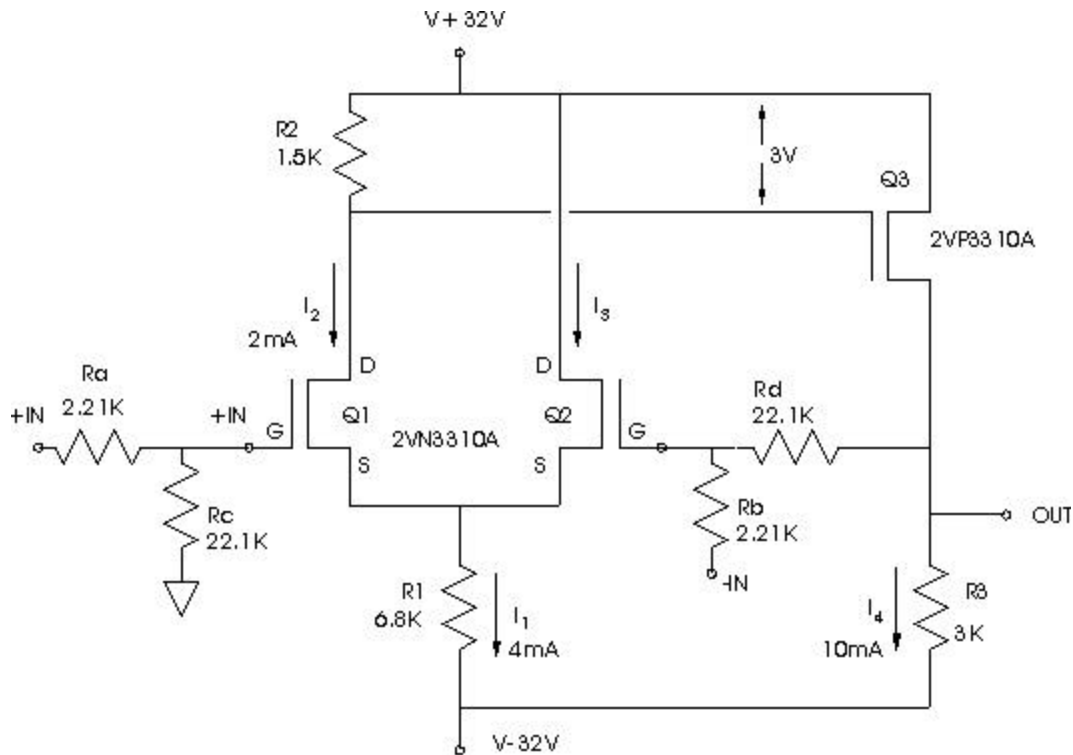 V+ 32V
R2
1.5K
3V
Q3
2VP3310A
I2
2mA
I3
Ra
2.21K
+IN
+IN
G
D
Q1
S
2VN3310A
D
Q2
S
G
Rd
22.1K
Rc
22.1K
Rb
2.21K
-IN
OUT
R1
6.8K
I1
4mA
I4
10mA
R3
3K
V- 32V